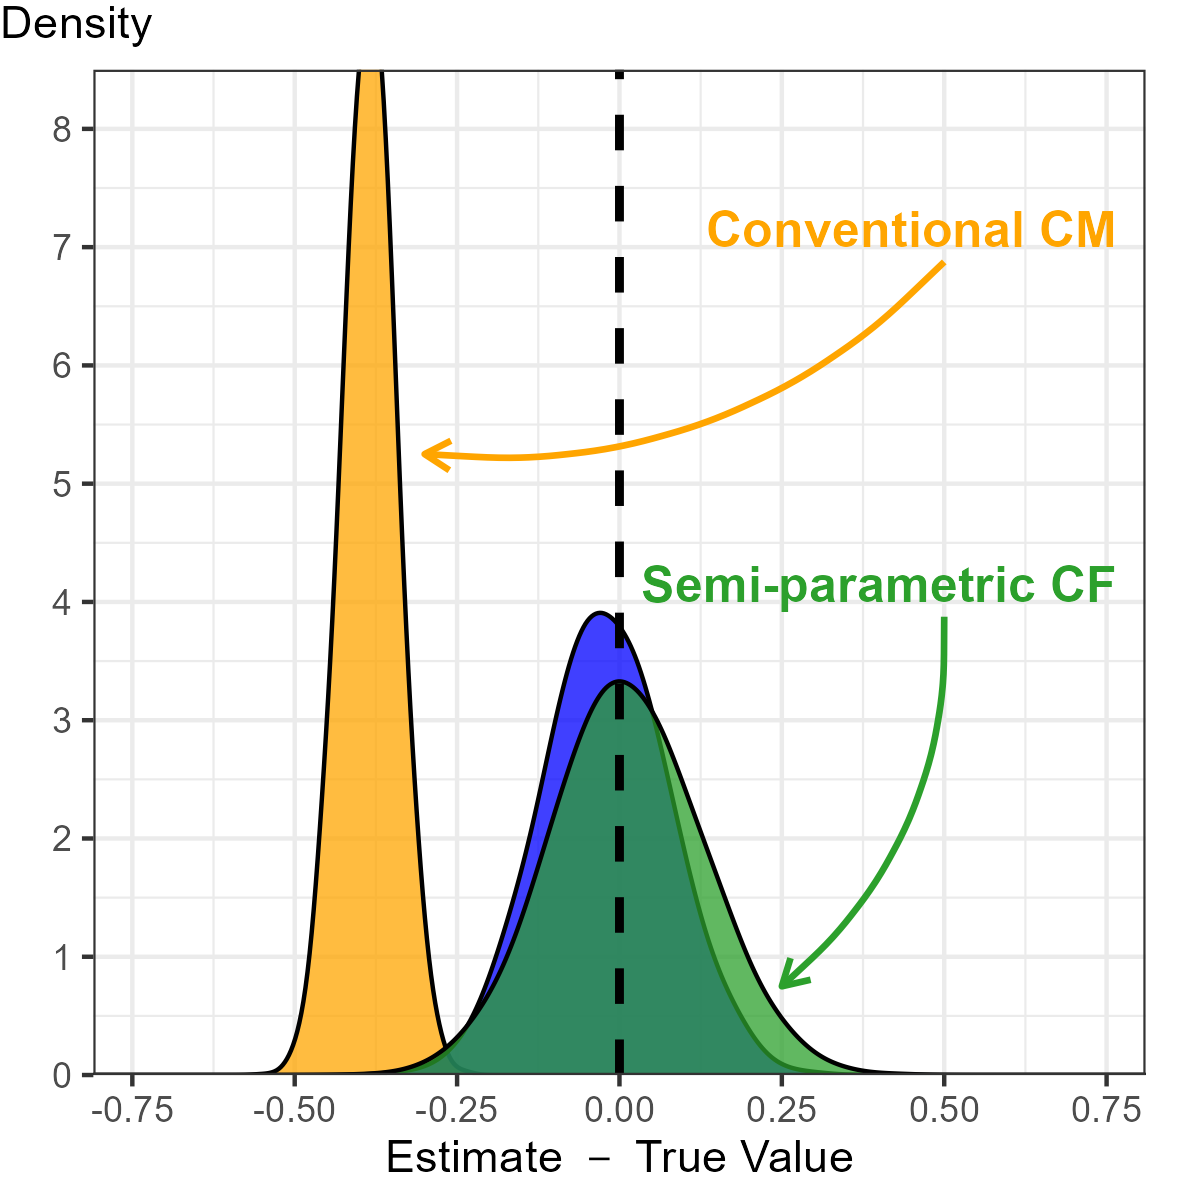 Density
8
7
6
5
4
3
2
1
0
Conventional CM
Semi-parametric CF
-0.75 -0.50 -0.25 0.00 0.25 0.50 0.75
Estimate – True Value